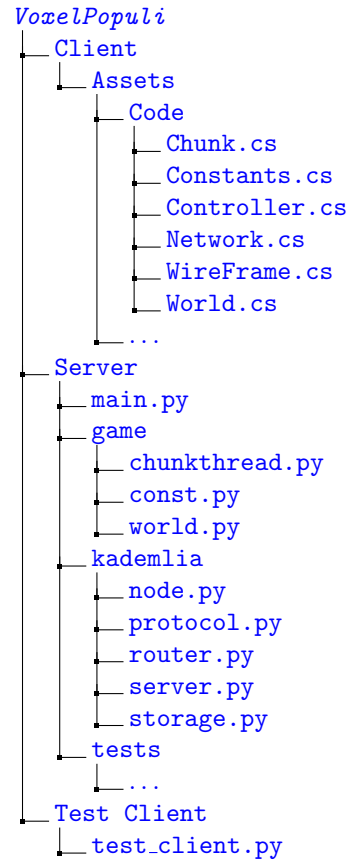 VoxelPopuli
Client
Assets
Code
Chunk.cs
Constants.cs
Controller.cs
Network.cs
WireFrame.cs
World.cs
...
Server
main.py
game
chunkthread.py
const.py
world.py
kademlia
node.py
protocol.py
router.py
server.py
storage.py
tests
...
Test Client
test_client.py